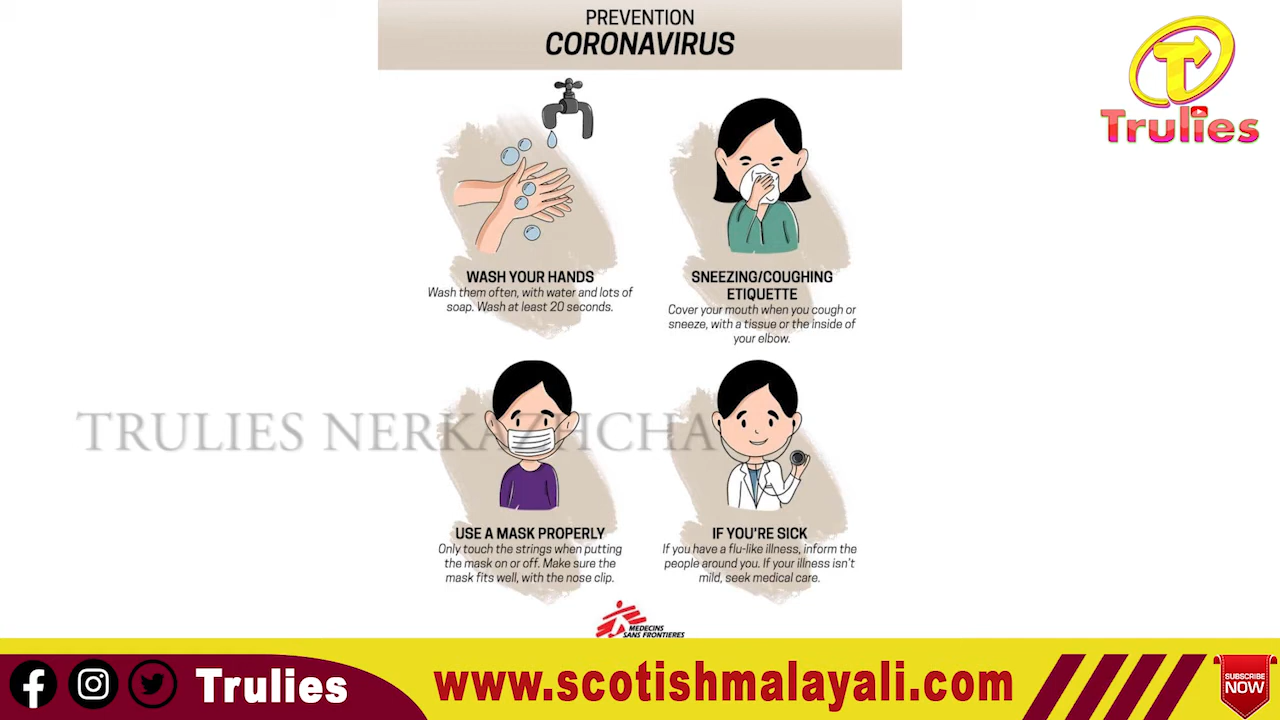 PREVENTION
CORONAVIRUS
Trulies
WASH YOUR HANDS
Wash them often, with water and lots of
soap. Wash at least 20 seconds.
SNEEZING/COUGHING
ETIQUETTE
Cover your mouth when you cough or
sneeze, with a tissue or the inside of
your elbow.
TRULIES NERKAZHCHA
USE A MASK PROPERLY
Only touch the strings when putting
the mask on or off. Make sure the
mask fits well, with the nose clip.
IF YOU'RE SICK
If you have a flu-like illness, inform the
people around you. If your illness isn't
mild, seek medical care.
MEDECINS
SANS FRONTIERES
Trulies
www.scotishmalayali.com
SUBSCRIBE
NOW